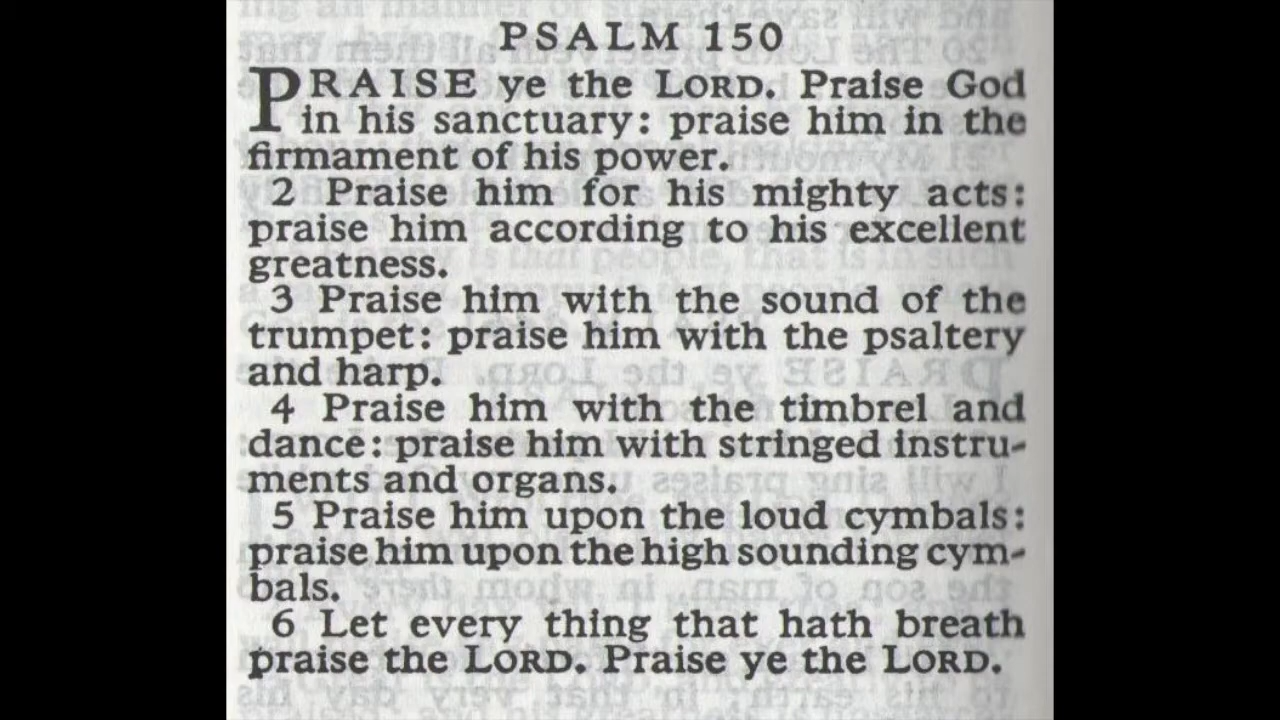 PSALM 150
PRAISE ye the LORD. Praise God
in his sanctuary: praise him in the
firmament of his power.
2 Praise him for his mighty acts:
praise him according to his excellent
greatness.
3 Praise him with the sound of the
trumpet: praise him with the psaltery
and harp.
4 Praise him with the timbrel and
dance: praise him with stringed instru-
ments and organs.
5 Praise him upon the loud cymbals:
praise him upon the high sounding cym-
bals.
6 Let every thing that hath breath
praise the LORD. Praise ye the LORD.